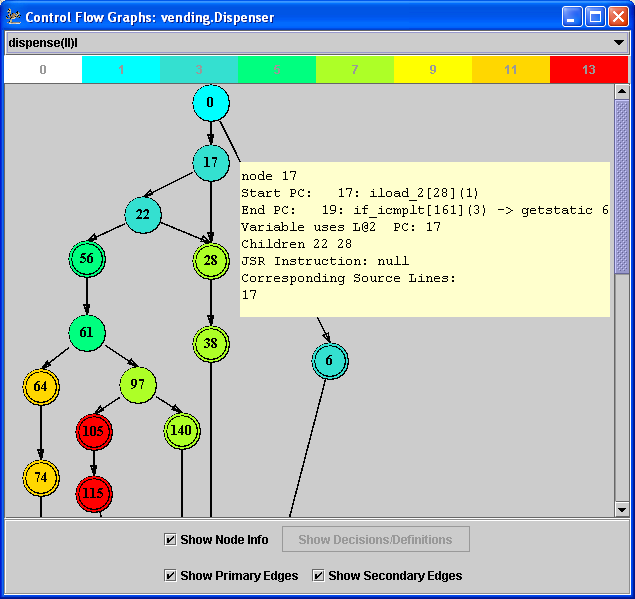 Control Flow Graphs: vending.Dispenser
dispense(II)I
0 1 3 5 7 9 11 13
0
17
node 17
Start PC:   17: iload_2[28](1)
End PC:   19: if_icmplt[161](3) -> getstatic 6
Variable uses L@2  PC: 17
Children 22 28
JSR Instruction: null
Corresponding Source Lines:
17
22
56
28
61
38
6
64
97
105
140
74
115
Show Node Info Show Decisions/Definitions
Show Primary Edges Show Secondary Edges